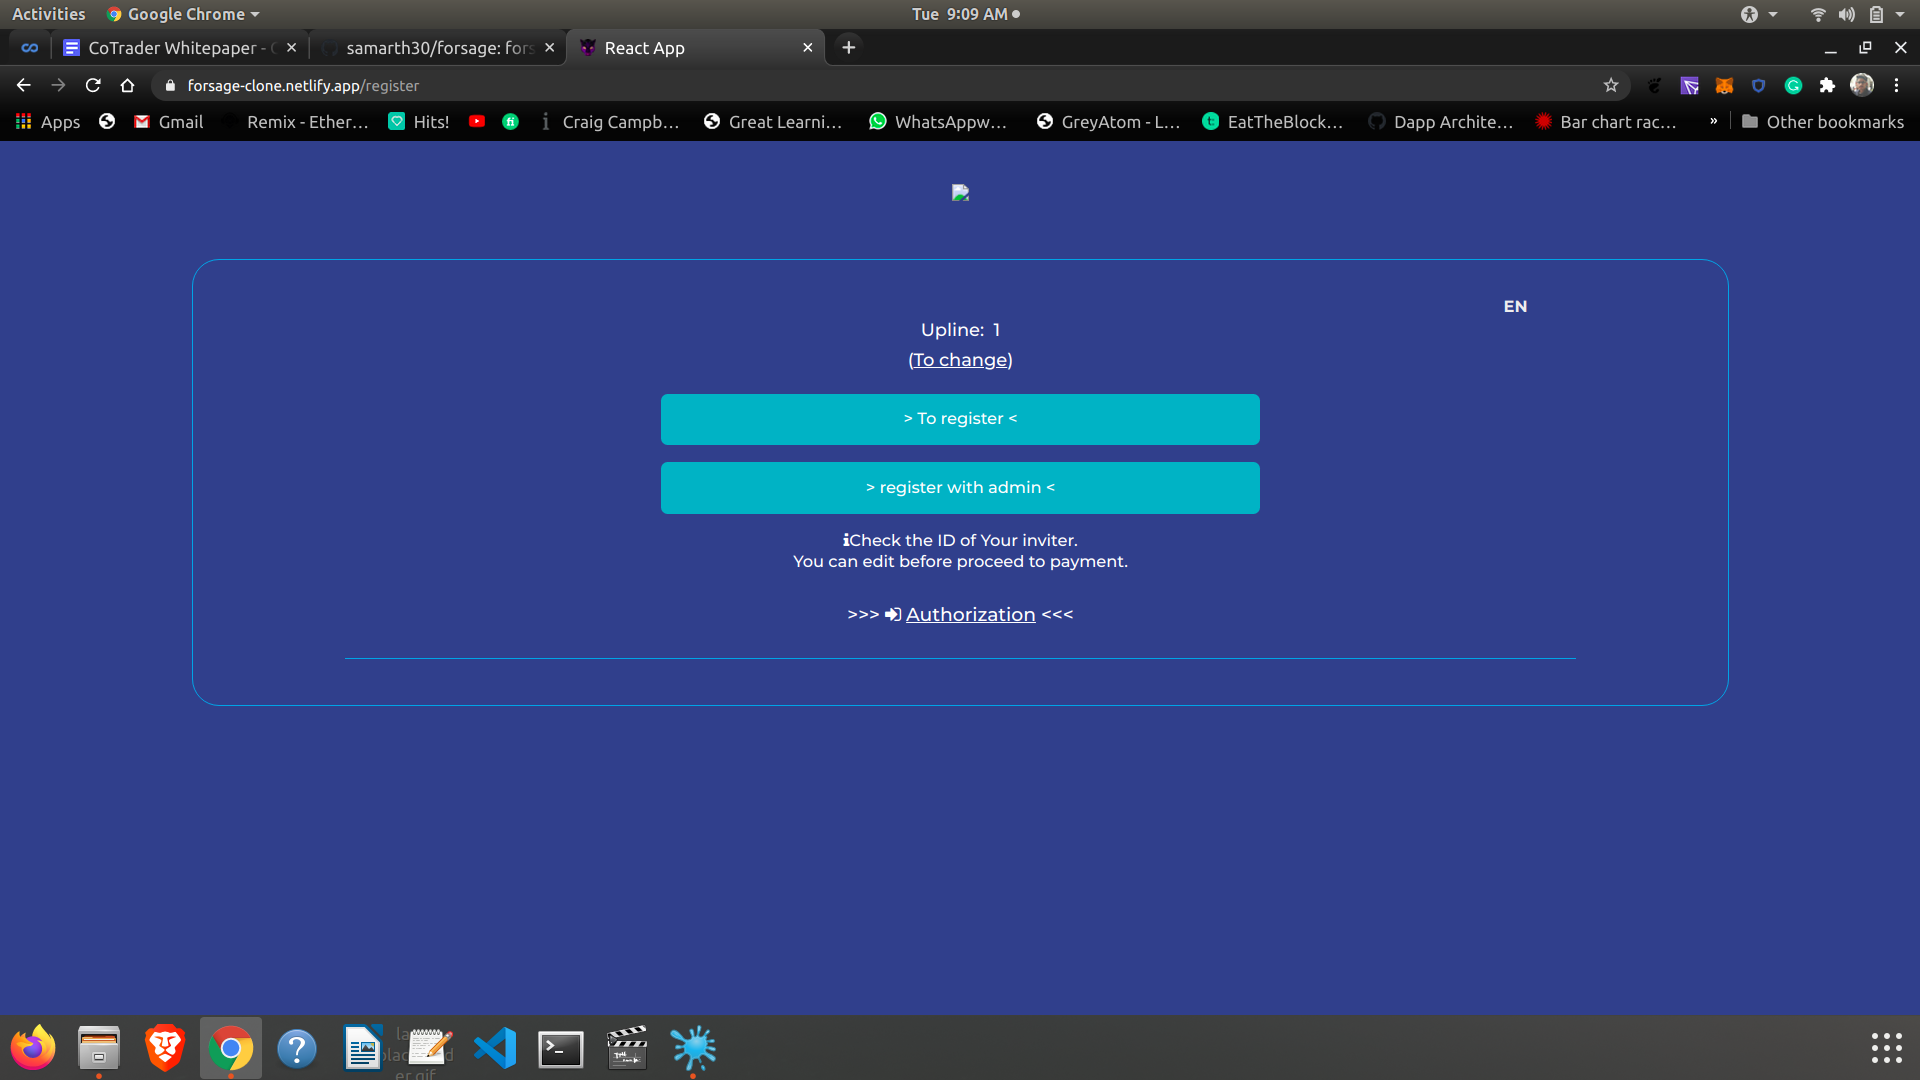 Activities Google Chrome Tue 9:09 AM
CoTrader Whitepaper - samarth30/forsage: fors React App
forsage-clone.netlify.app/register
Apps Gmail Remix - Ether... Hits! Craig Campb... Great Learni... WhatsAppw... GreyAtom - L... EatTheBlock... Dapp Archite... Bar chart rac... » Other bookmarks
EN
Upline: 1
(To change)
> To register <
> register with admin <
Check the ID of Your inviter.
You can edit before proceed to payment.
>>> Authorization <<<